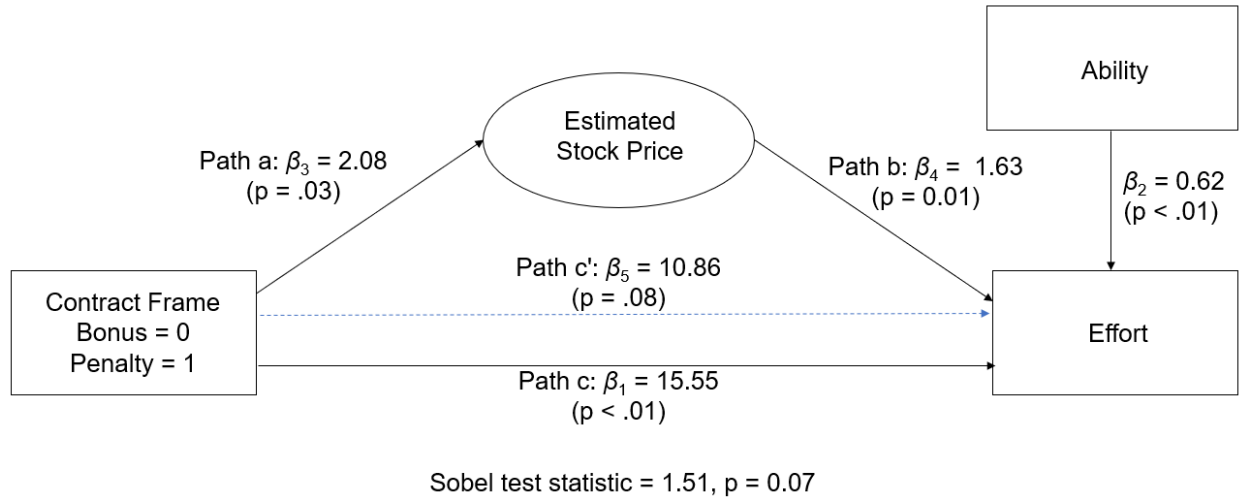 Ability
Estimated
Stock Price
Path a: β3 = 2.08
(p = .03)
Path b: β4 =  1.63
(p = 0.01)
β2 = 0.62
(p < .01)
Path c': β5 = 10.86
(p = .08)
Contract Frame
Bonus = 0
Penalty = 1
Effort
Path c: β1 = 15.55
(p < .01)
Sobel test statistic = 1.51, p = 0.07